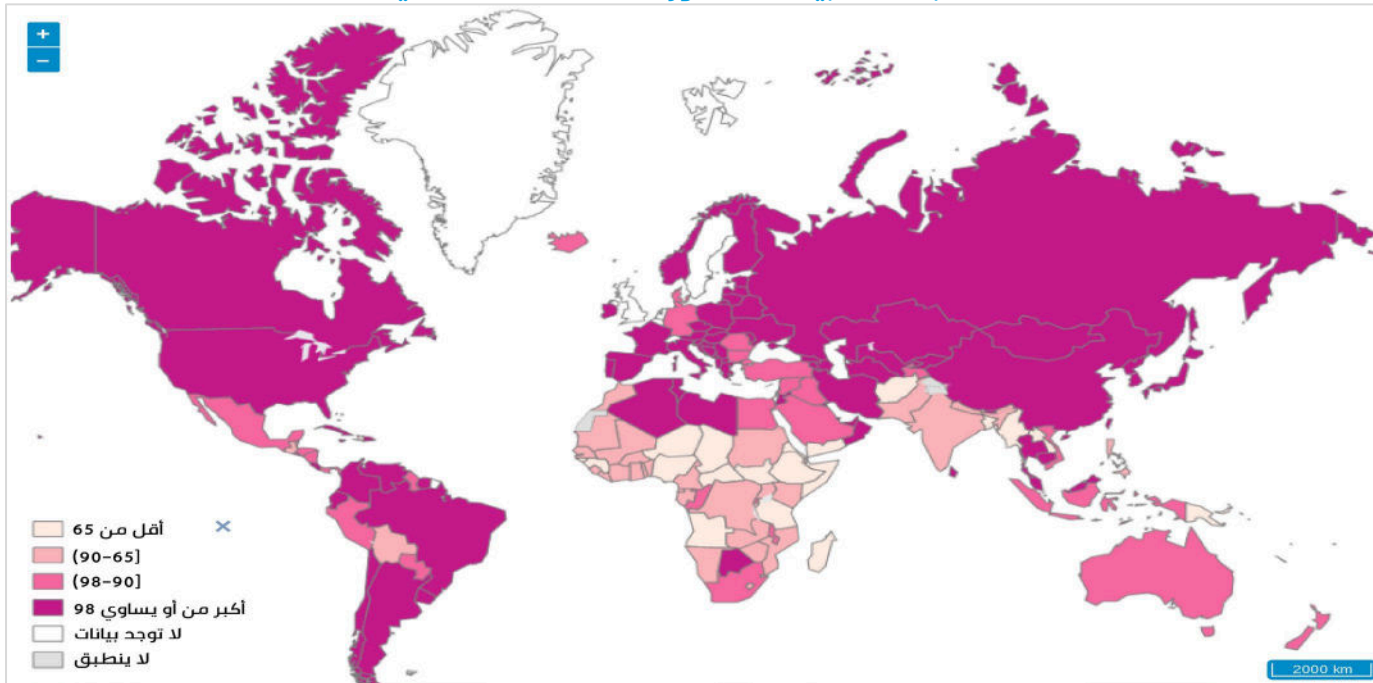 +
−
أقل من 65
(90-65]
(98-90]
أكبر من أو يساوي 98
لا توجد بيانات
لا ينطبق
2000 km